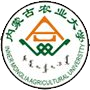 内蒙古农业大学
INNER MONGOLIA AGRICULTURAL UNIVERSITY